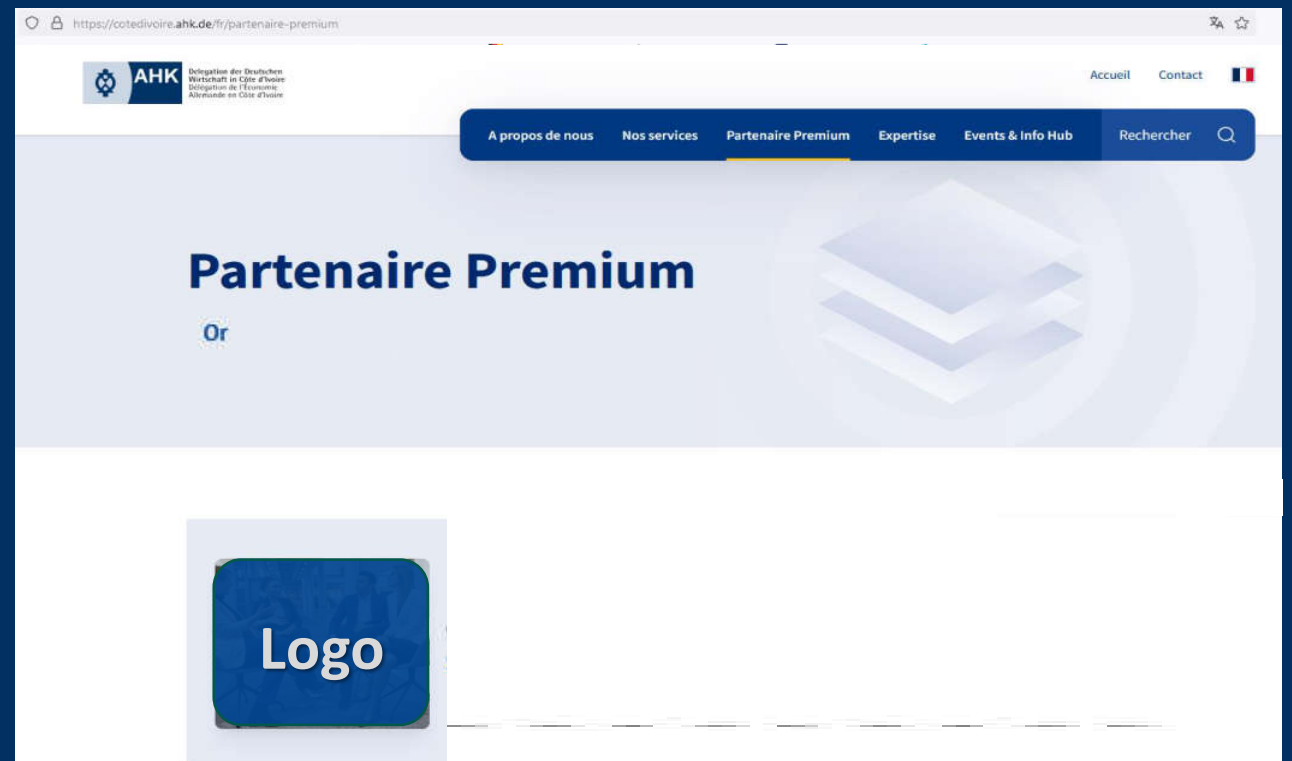 https://cotedivoire.ahk.de/fr/partenaire-premium
AHK
Delegation der Deutschen
Wirtschaft in Côte d'Ivoire
Délégation de l'Économie
Allemande en Côte d'Ivoire
Accueil Contact
A propos de nous Nos services Partenaire Premium Expertise Events & Info Hub Rechercher
Partenaire Premium
Or
Logo